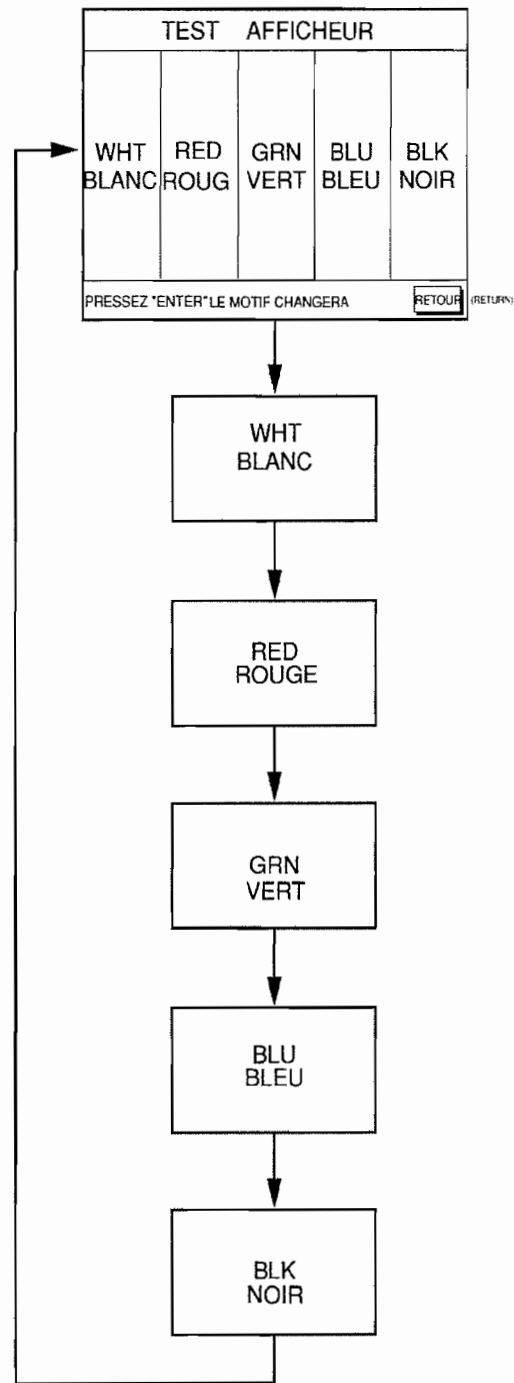 TEST AFFICHEUR
WHT BLANC
RED ROUG
GRN VERT
BLU BLEU
BLK NOIR
PRESSEZ "ENTER" LE MOTIF CHANGERA RETOUR (RETURN)
WHT
BLANC
RED
ROUGE
GRN
VERT
BLU
BLEU
BLK
NOIR